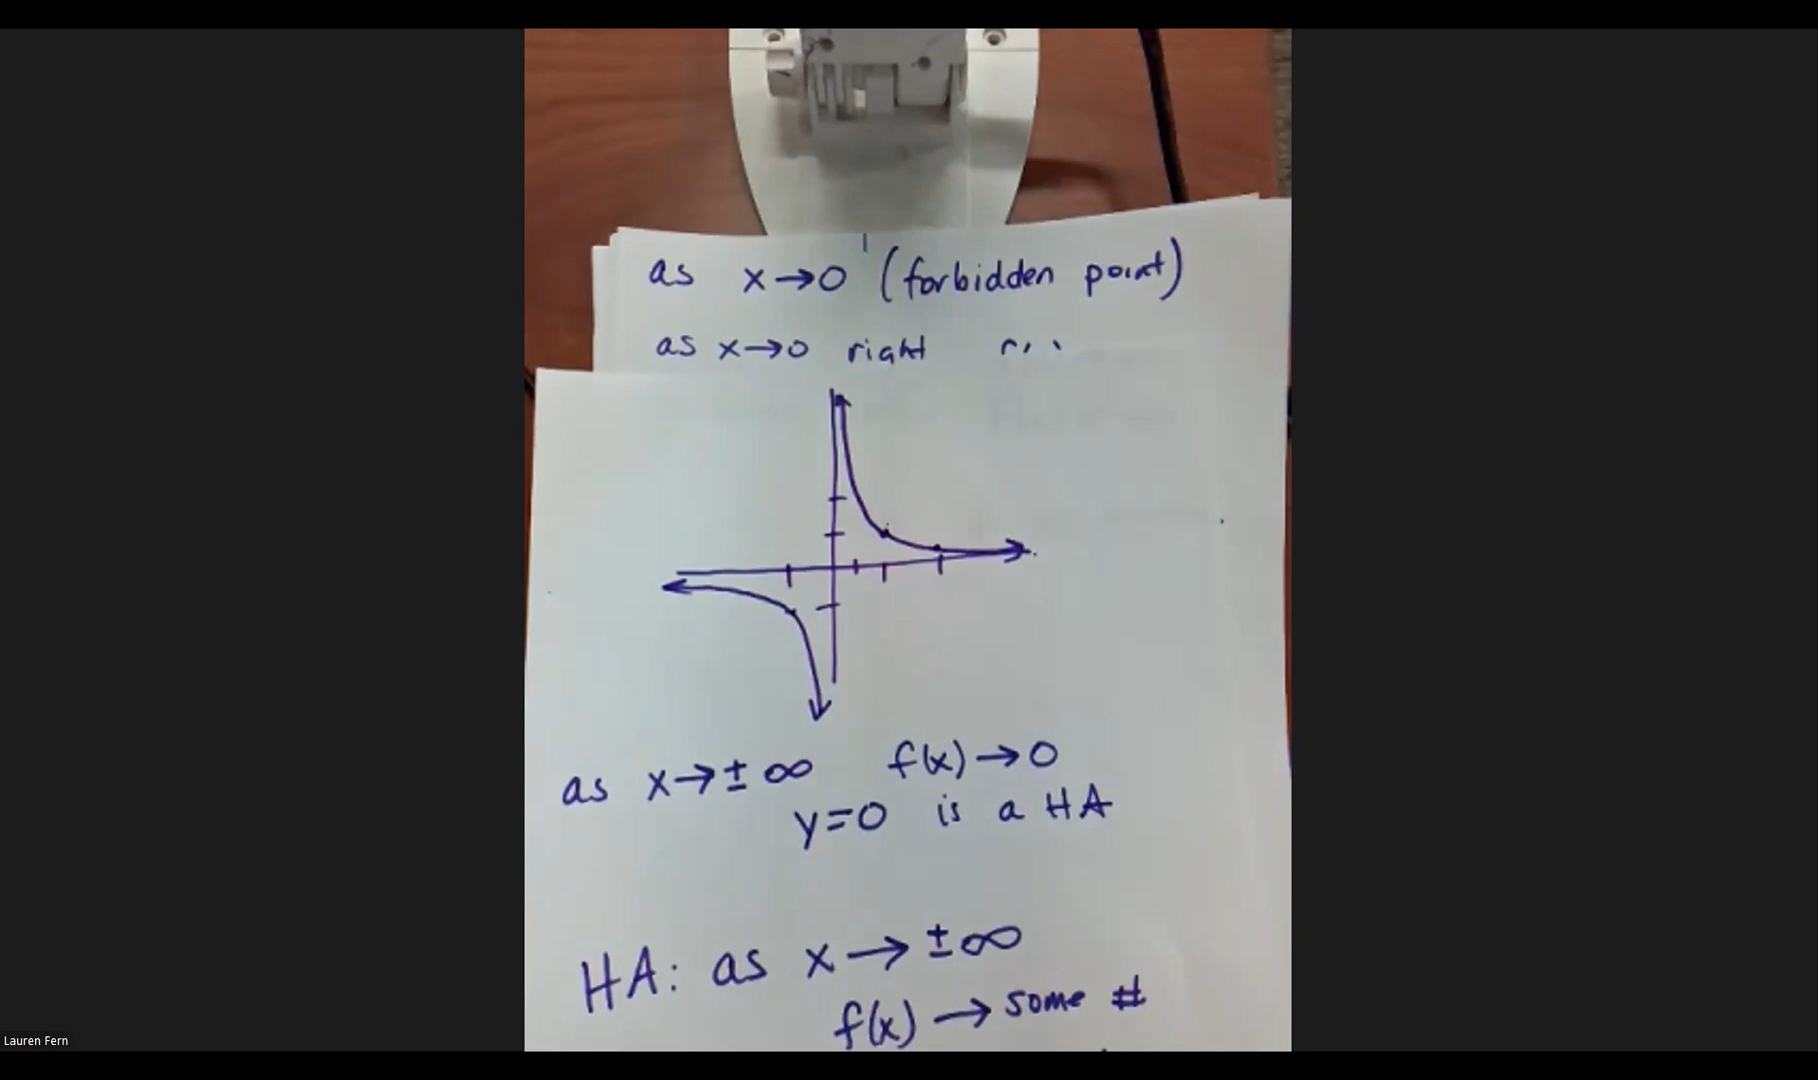 as x→0 (forbidden point)
as x→0 right
as x→±∞ f(x)→0
y=0 is a HA
HA: as x→±∞
f(x)→some #
Lauren Fern